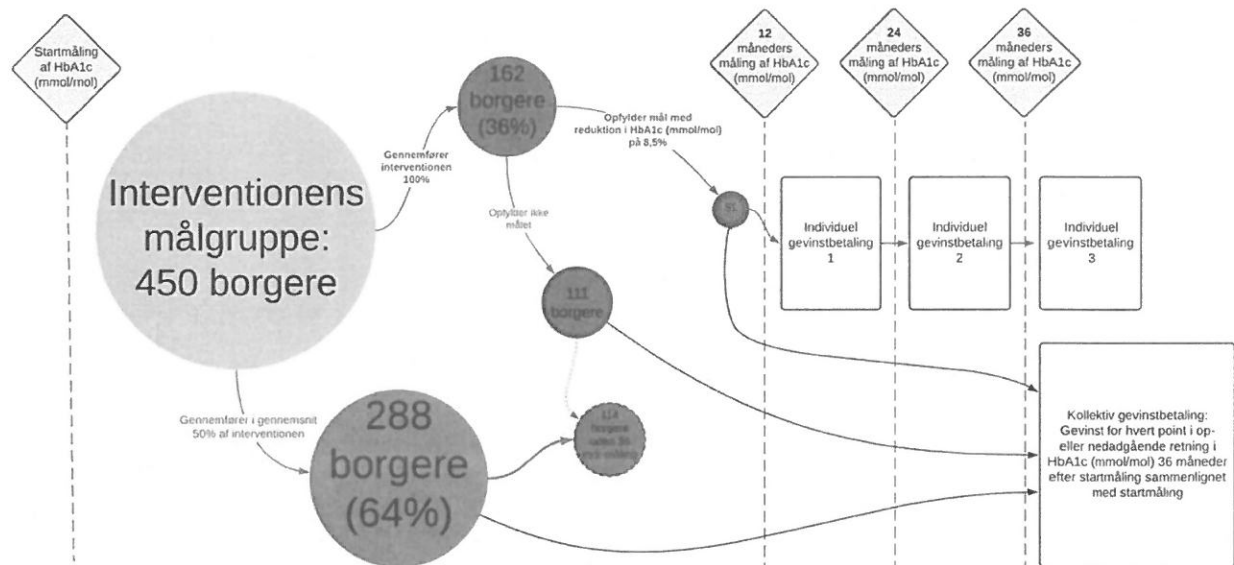 Startmåling
af HbA1c
(mmol/mol)
12
måneders
måling af HbA1c
(mmol/mol)
24
måneders
måling af HbA1c
(mmol/mol)
36
måneders
måling af HbA1c
(mmol/mol)
Interventionens
målgruppe:
450 borgere
Gennemfører
interventionen
100%
162
borgere
(36%)
Opfylder mål med
reduktion i HbA1c (mmol/mol)
på 8,5%
Opfylder ikke
målet
111
borgere
Individuel
gevinstbetaling
1
Individuel
gevinstbetaling
2
Individuel
gevinstbetaling
3
Gennemfører i gennemsnit
50% af interventionen
288
borgere
(64%)
114
borgere
Kollektiv gevinstbetaling:
Gevinst for hvert point i op-
eller nedadgående retning i
HbA1c (mmol/mol) 36 måneder
efter startmåling sammenlignet
med startmåling